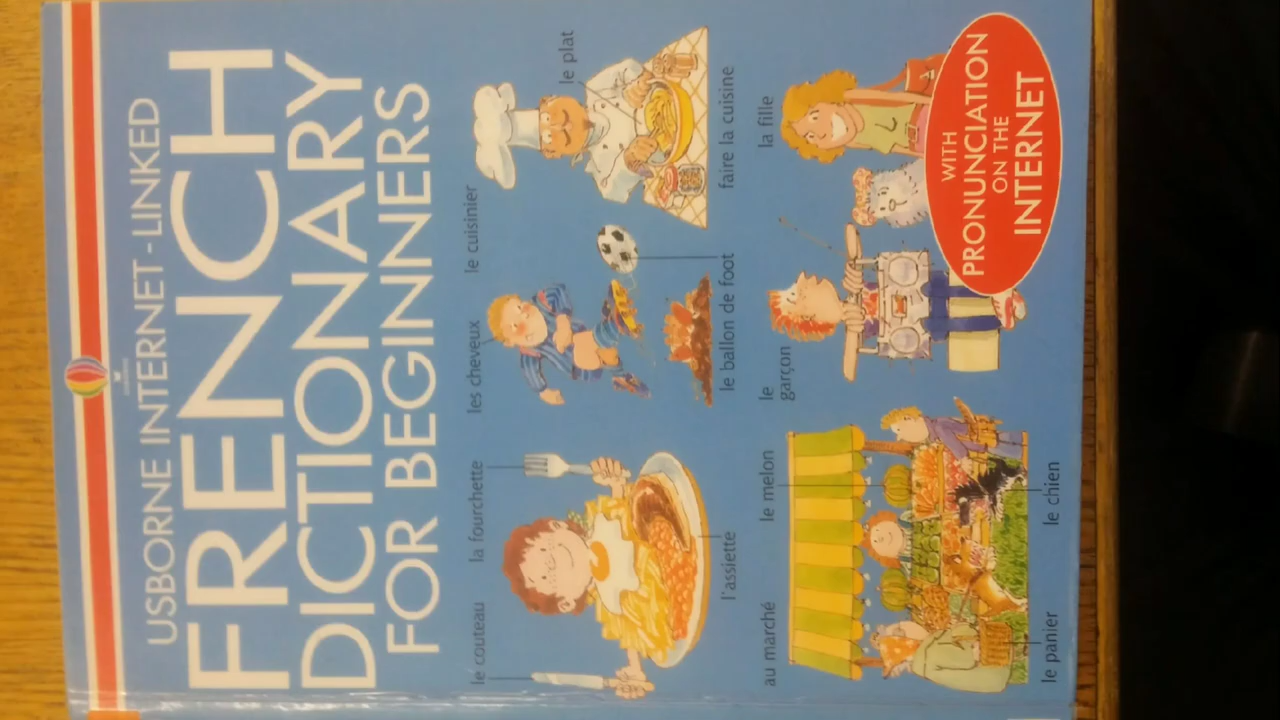 USBORNE INTERNET-LINKED
FRENCH
DICTIONARY
FOR BEGINNERS
le couteau
la fourchette
les cheveux
le cuisinier
le plat
l'assiette
le ballon de foot
faire la cuisine
au marché
le melon
le
garçon
la fille
le panier
le chien
WITH
PRONUNCIATION
ON THE
INTERNET